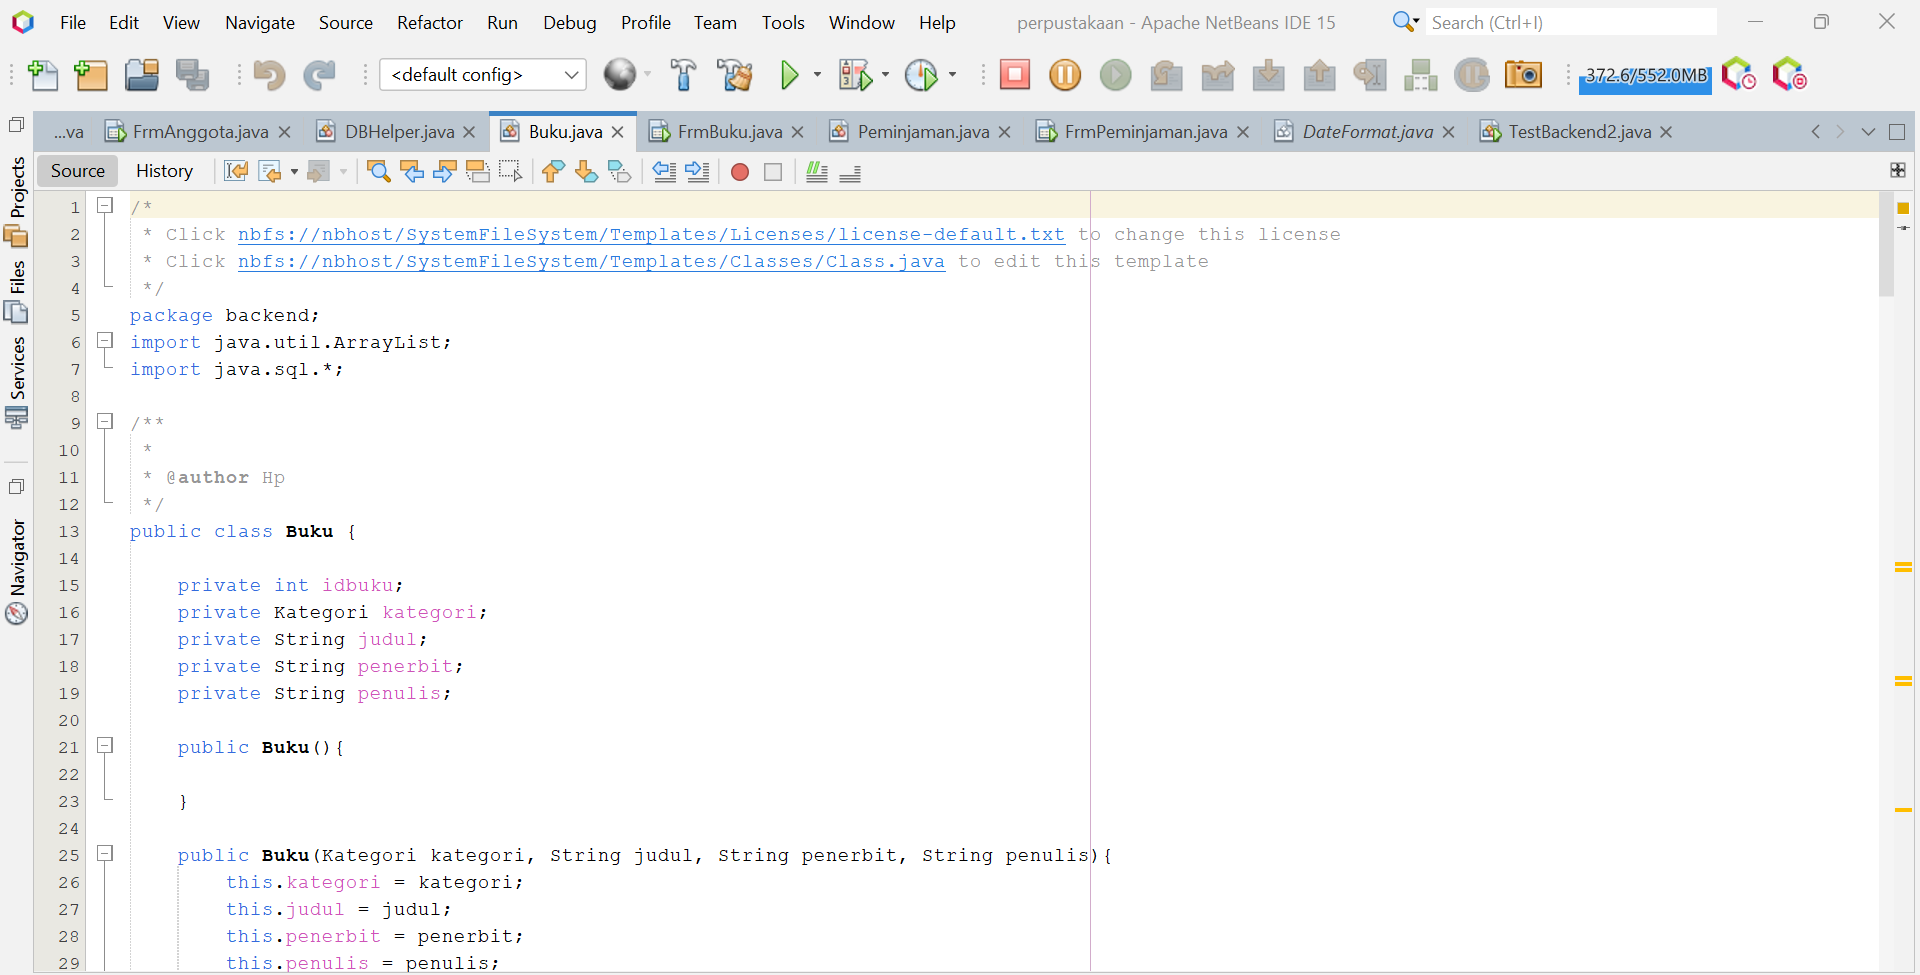 File Edit View Navigate Source Refactor Run Debug Profile Team Tools Window Help perpustakaan - Apache NetBeans IDE 15 Search (Ctrl+I)
<default config> 372.6/552.0MB
...va FrmAnggota.java DBHelper.java Buku.java FrmBuku.java Peminjaman.java FrmPeminjaman.java DateFormat.java TestBackend2.java
Source History
Projects
Files
Services
Navigator
1 /*
2 * Click nbfs://nbhost/SystemFileSystem/Templates/Licenses/license-default.txt to change this license
3 * Click nbfs://nbhost/SystemFileSystem/Templates/Classes/Class.java to edit this template
4 */
5 package backend;
6 import java.util.ArrayList;
7 import java.sql.*;
8
9 /**
10 *
11 * @author Hp
12 */
13 public class Buku {
14
15 private int idbuku;
16 private Kategori kategori;
17 private String judul;
18 private String penerbit;
19 private String penulis;
20
21 public Buku(){
22
23 }
24
25 public Buku(Kategori kategori, String judul, String penerbit, String penulis){
26 this.kategori = kategori;
27 this.judul = judul;
28 this.penerbit = penerbit;
29 this.penulis = penulis;